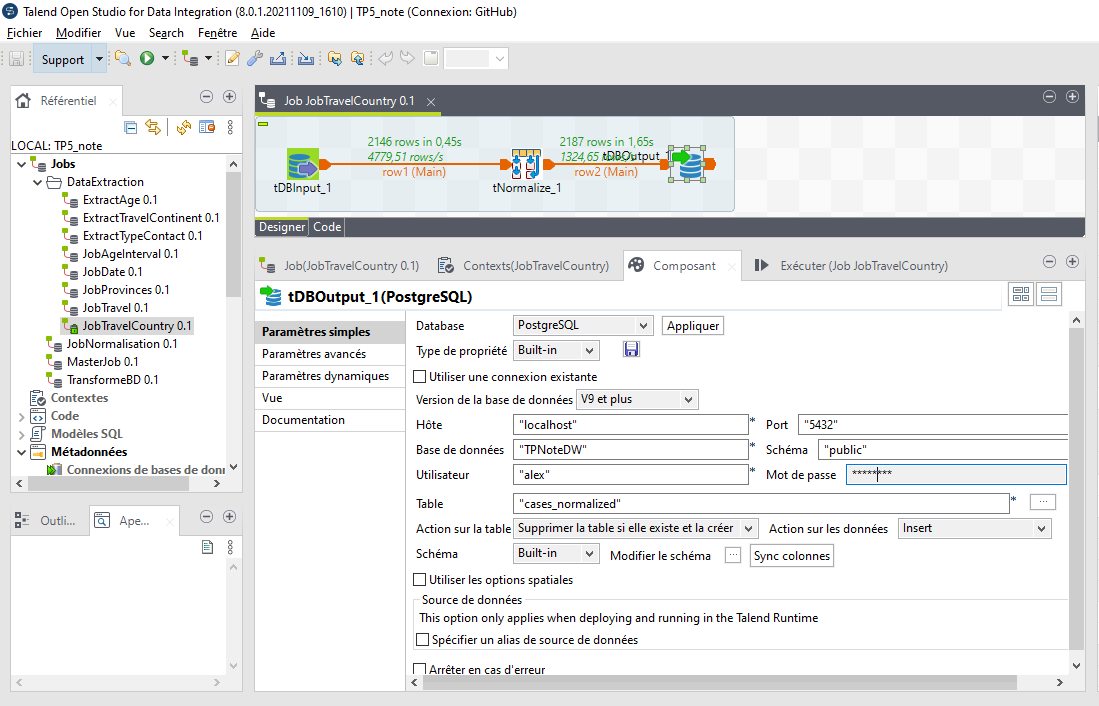 Talend Open Studio for Data Integration (8.0.1.20211109_1610) | TP5_note (Connexion: GitHub)
Fichier Modifier Vue Search Fenêtre Aide
Support
Référentiel
LOCAL: TP5_note
Jobs
DataExtraction
ExtractAge 0.1
ExtractTravelContinent 0.1
ExtractTypeContact 0.1
JobAgeInterval 0.1
JobDate 0.1
JobProvinces 0.1
JobTravel 0.1
JobTravelCountry 0.1
JobNormalisation 0.1
MasterJob 0.1
TransformeBD 0.1
Contextes
Code
Modèles SQL
Métadonnées
Connexions de bases de donn
Outli...
Ape...
Job JobTravelCountry 0.1
2146 rows in 0,45s
4779,51 rows/s
row1 (Main)
2187 rows in 1,65s
1324,65 rows/s
row2 (Main)
tDBInput_1
tNormalize_1
tDBOutput_1
Designer Code
Job(JobTravelCountry 0.1) Contexts(JobTravelCountry) Composant Exécuter (Job JobTravelCountry)
tDBOutput_1(PostgreSQL)
Paramètres simples
Paramètres avancés
Paramètres dynamiques
Vue
Documentation
Database PostgreSQL Appliquer
Type de propriété Built-in
Utiliser une connexion existante
Version de la base de données V9 et plus
Hôte "localhost" * Port "5432"
Base de données "TPNoteDW" * Schéma "public"
Utilisateur "alex" * Mot de passe ********
Table "cases_normalized" * ...
Action sur la table Supprimer la table si elle existe et la créer Action sur les données Insert
Schéma Built-in Modifier le schéma ... Sync colonnes
Utiliser les options spatiales
Source de données
This option only applies when deploying and running in the Talend Runtime
Spécifier un alias de source de données
Arrêter en cas d'erreur